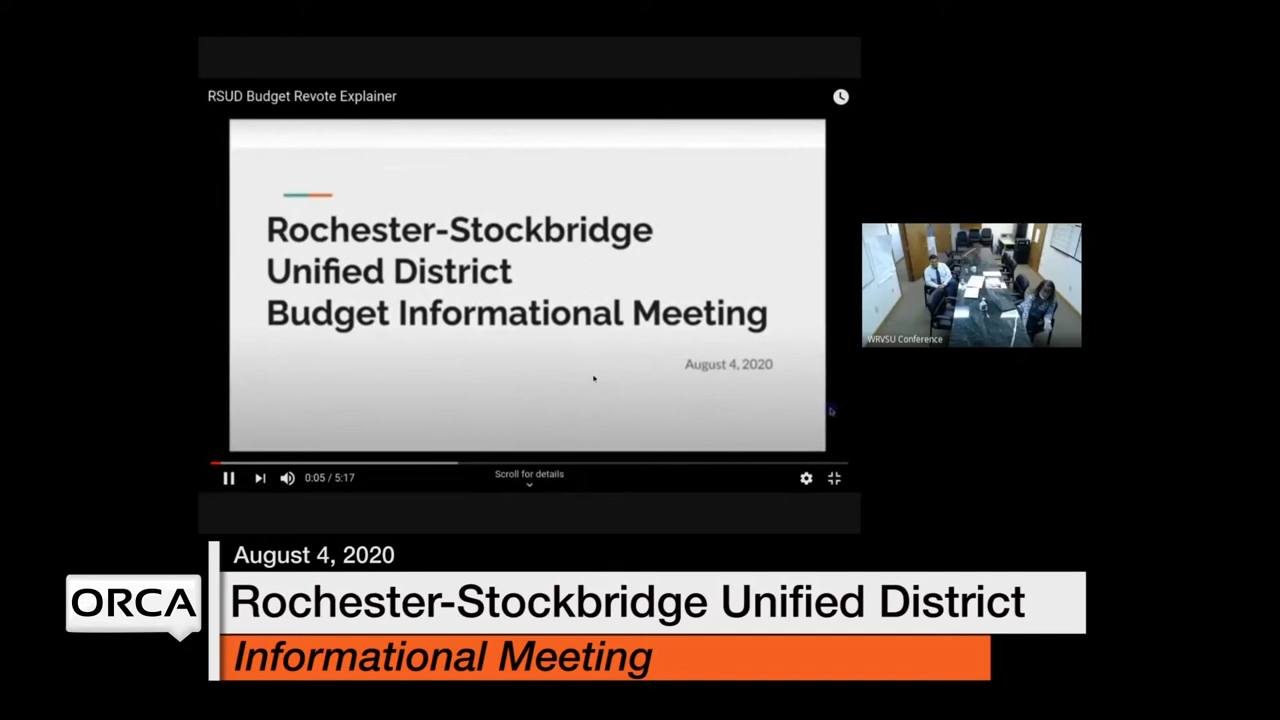 RSUD Budget Revote Explainer
Rochester-Stockbridge
Unified District
Budget Informational Meeting
August 4, 2020
WRVSU Conference
0:05 / 5:17
Scroll for details
August 4, 2020
ORCA
Rochester-Stockbridge Unified District
Informational Meeting